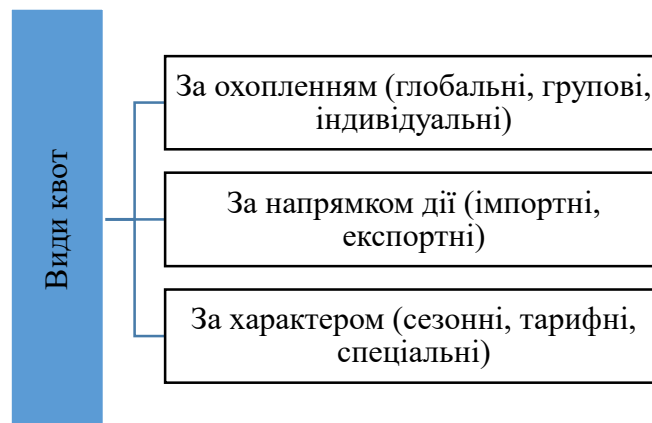 Види квот
За охопленням (глобальні, групові,
індивідуальні)
За напрямком дії (імпортні,
експортні)
За характером (сезонні, тарифні,
спеціальні)